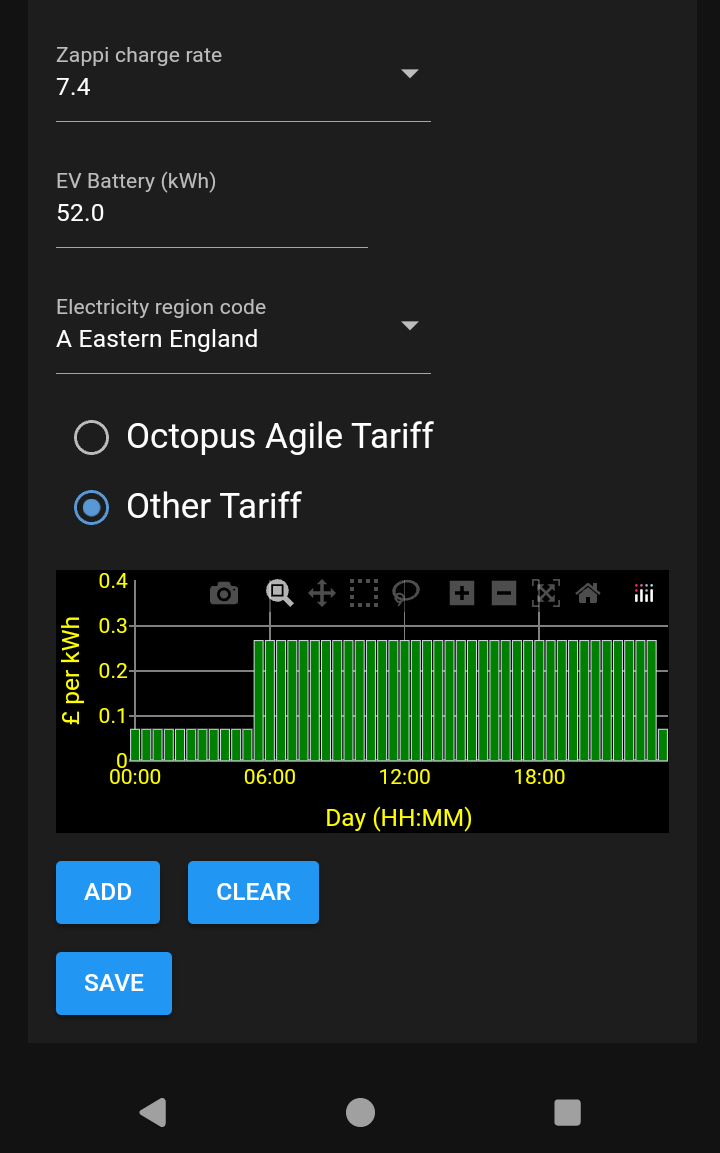 Zappi charge rate
7.4
EV Battery (kWh)
52.0
Electricity region code
A Eastern England
Octopus Agile Tariff
Other Tariff
0.4
0.3
0.2
0.1
0
£ per kWh
00:00 06:00 12:00 18:00
Day (HH:MM)
ADD CLEAR
SAVE